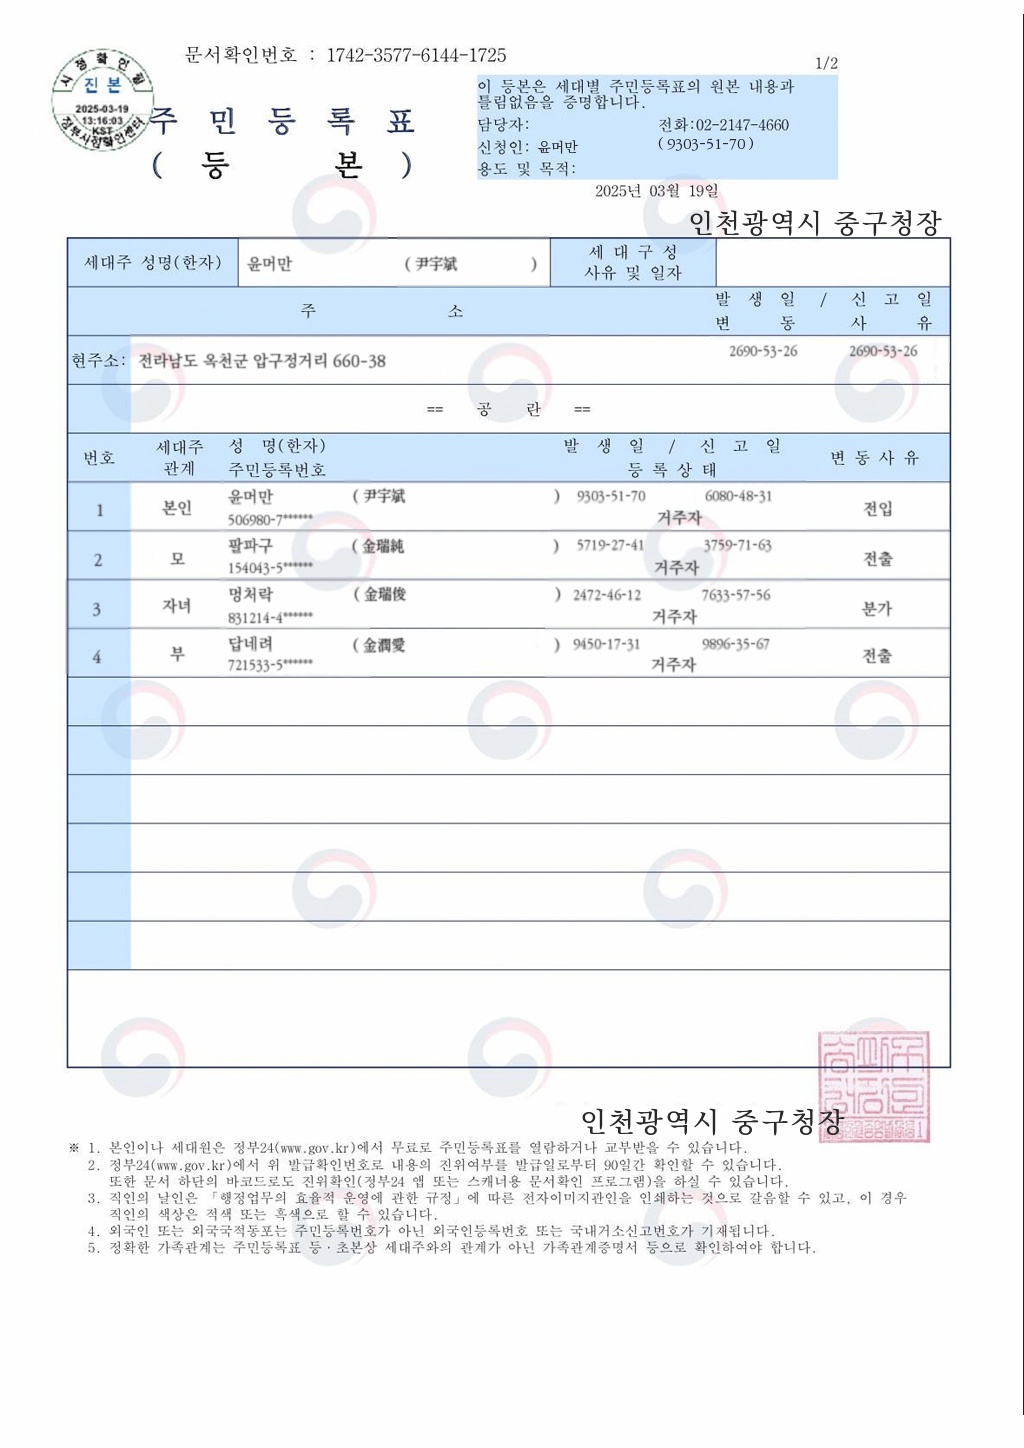 문서확인번호 : 1742-3577-6144-1725
1/2
시점확인필
진본
2025-03-19
13:16:03
KST
정부시점확인센터
주 민 등 록 표
( 등 본 )
이 등본은 세대별 주민등록표의 원본 내용과
틀림없음을 증명합니다.
담당자: 전화:02-2147-4660
신청인: 윤머만 ( 9303-51-70 )
용도 및 목적:
2025년 03월 19일
인천광역시 중구청장
세대주 성명(한자) 윤머만 ( 尹宇斌 ) 세 대 구 성
사유 및 일자
주 소 발 생 일 / 신 고 일
변 동 사 유
현주소: 전라남도 옥천군 압구정거리 660-38 2690-53-26 2690-53-26
== 공 란 ==
번호 세대주
관계 성 명(한자)
주민등록번호 발 생 일 / 신 고 일
등 록 상 태 변 동 사 유
1 본인 윤머만 ( 尹宇斌 ) 9303-51-70 6080-48-31 전입
506980-7****** 거주자
2 모 팔파구 ( 金瑞純 ) 5719-27-41 3759-71-63 전출
154043-5****** 거주자
3 자녀 멍처락 ( 金瑞俊 ) 2472-46-12 7633-57-56 분가
831214-4****** 거주자
4 부 답네려 ( 金潤愛 ) 9450-17-31 9896-35-67 전출
721533-5****** 거주자
인천광역시 중구청장
※ 1. 본인이나 세대원은 정부24(www.gov.kr)에서 무료로 주민등록표를 열람하거나 교부받을 수 있습니다.
2. 정부24(www.gov.kr)에서 위 발급확인번호로 내용의 진위여부를 발급일로부터 90일간 확인할 수 있습니다.
또한 문서 하단의 바코드로도 진위확인(정부24 앱 또는 스캐너용 문서확인 프로그램)을 하실 수 있습니다.
3. 직인의 날인은 「행정업무의 효율적 운영에 관한 규정」에 따른 전자이미지관인을 인쇄하는 것으로 갈음할 수 있고, 이 경우
직인의 색상은 적색 또는 흑색으로 할 수 있습니다.
4. 외국인 또는 외국국적동포는 주민등록번호가 아닌 외국인등록번호 또는 국내거소신고번호가 기재됩니다.
5. 정확한 가족관계는 주민등록표 등·초본상 세대주와의 관계가 아닌 가족관계증명서 등으로 확인하여야 합니다.